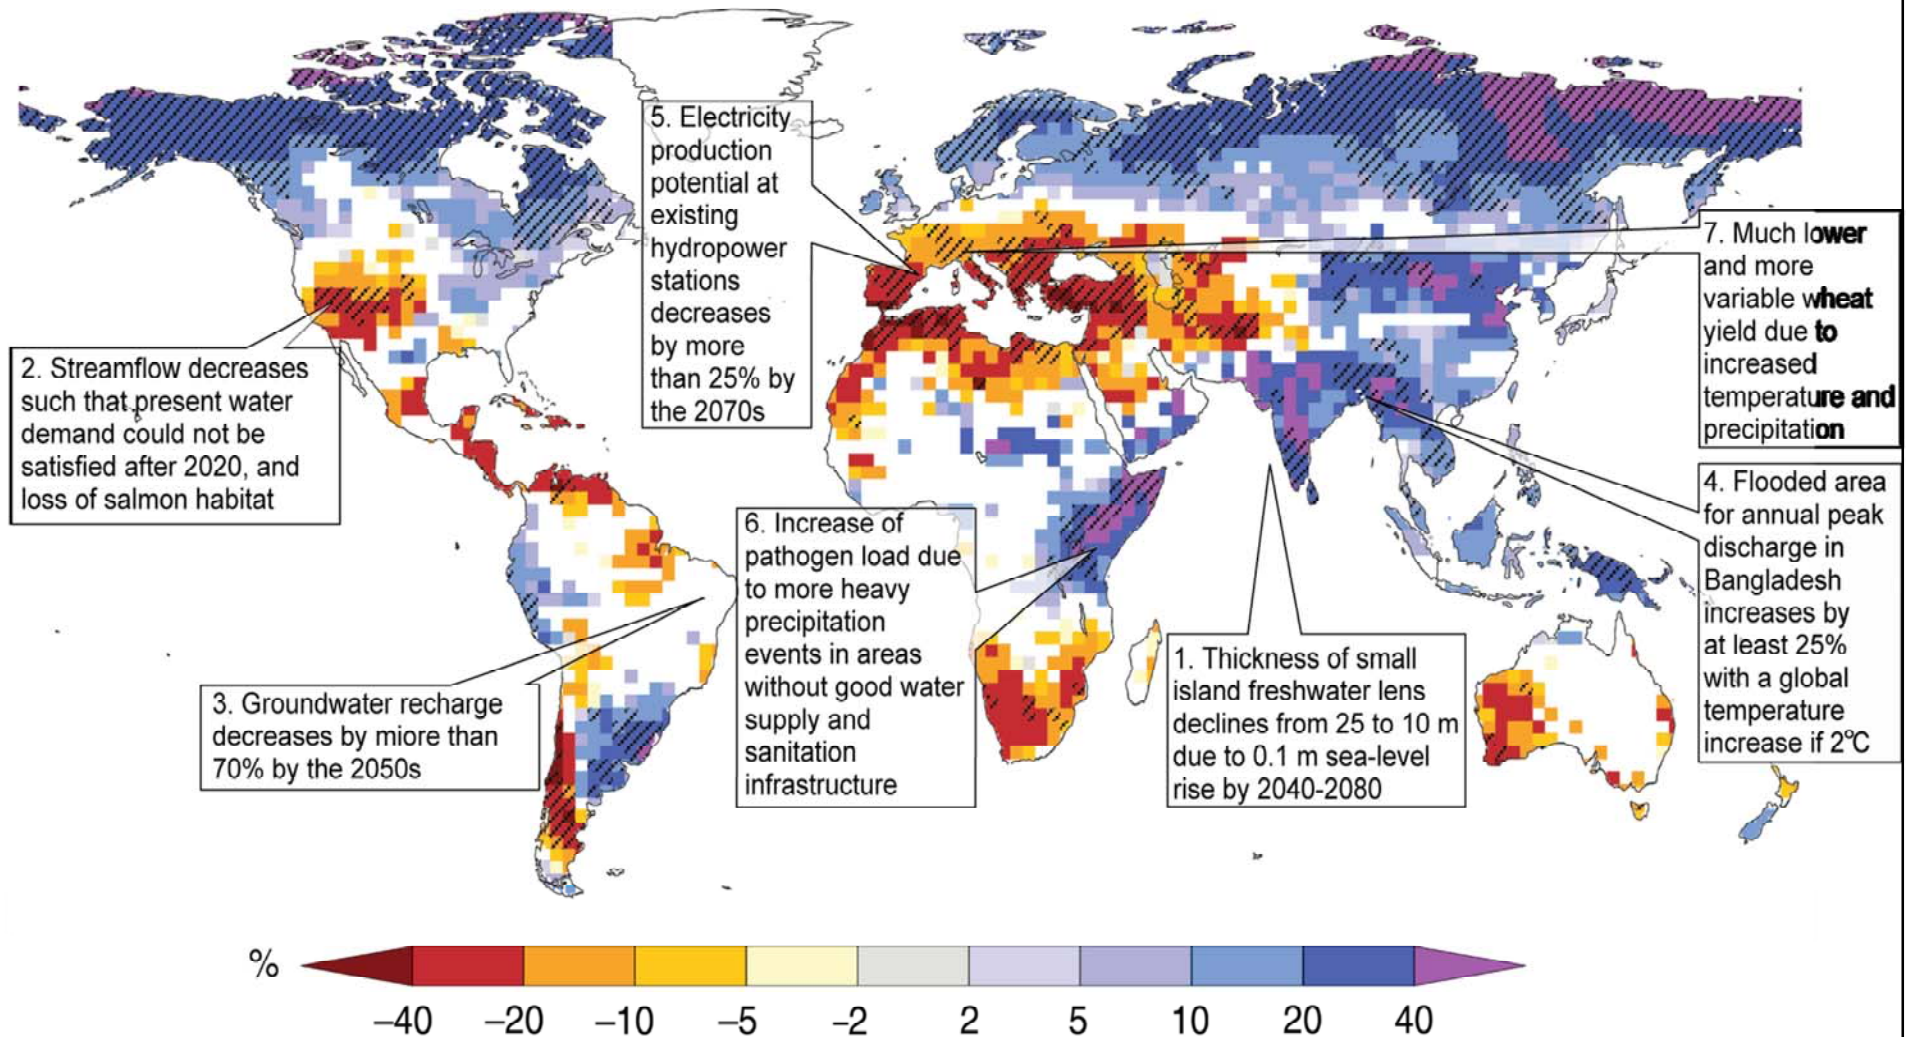 5. Electricity
production
potential at
existing
hydropower
stations
decreases
by more
than 25% by
the 2070s
7. Much lower
and more
variable wheat
yield due to
increased
temperature and
precipitation
2. Streamflow decreases
such that present water
demand could not be
satisfied after 2020, and
loss of salmon habitat
4. Flooded area
for annual peak
discharge in
Bangladesh
increases by
at least 25%
with a global
temperature
increase if 2°C
6. Increase of
pathogen load due
to more heavy
precipitation
events in areas
without good water
supply and
sanitation
infrastructure
1. Thickness of small
island freshwater lens
declines from 25 to 10 m
due to 0.1 m sea-level
rise by 2040-2080
3. Groundwater recharge
decreases by miore than
70% by the 2050s
%
–40 –20 –10 –5 –2 2 5 10 20 40